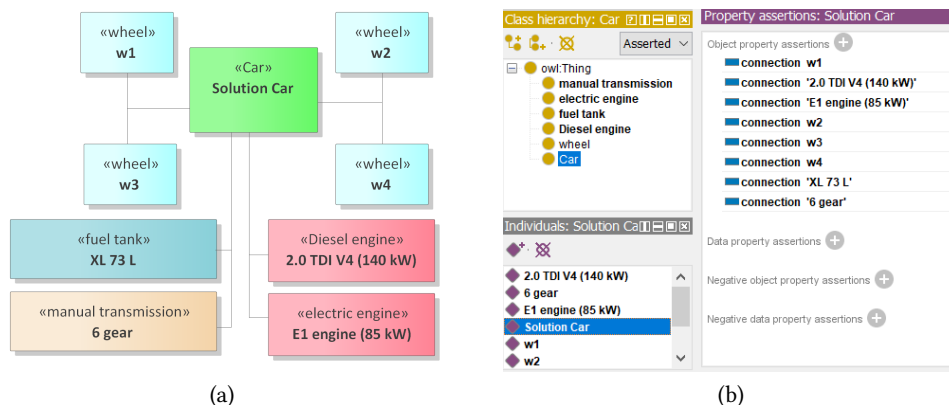 «wheel»
w1
«Car»
Solution Car
«wheel»
w2
«wheel»
w3
«wheel»
w4
«fuel tank»
XL 73 L
«Diesel engine»
2.0 TDI V4 (140 kW)
«manual transmission»
6 gear
«electric engine»
E1 engine (85 kW)
(a)
Class hierarchy: Car
Asserted
owl:Thing
manual transmission
electric engine
fuel tank
Diesel engine
wheel
Car
Individuals: Solution Ca
2.0 TDI V4 (140 kW)
6 gear
E1 engine (85 kW)
Solution Car
w1
w2
Property assertions: Solution Car
Object property assertions
connection w1
connection '2.0 TDI V4 (140 kW)'
connection 'E1 engine (85 kW)'
connection w2
connection w3
connection w4
connection 'XL 73 L'
connection '6 gear'
Data property assertions
Negative object property assertions
Negative data property assertions
(b)